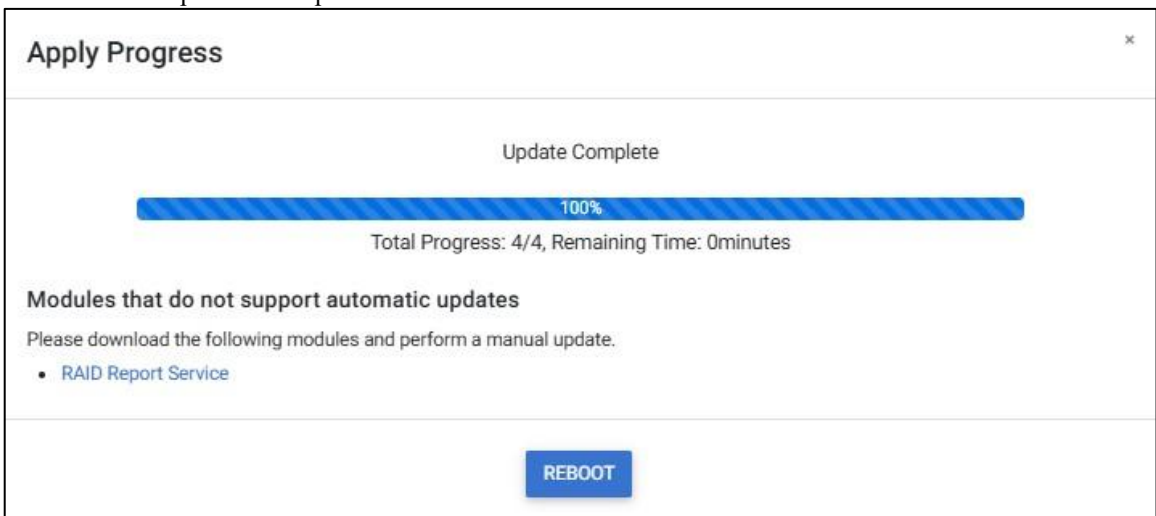 Apply Progress
×
Update Complete
100%
Total Progress: 4/4, Remaining Time: 0minutes
Modules that do not support automatic updates
Please download the following modules and perform a manual update.
• RAID Report Service
REBOOT